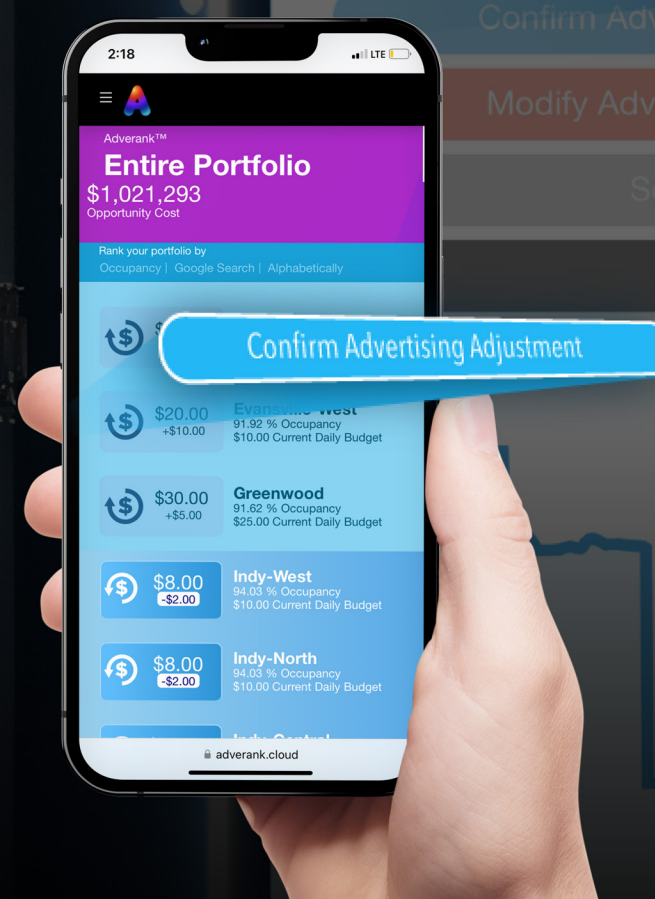 2:18
LTE
Confirm Adv
Modify Adv
S
Adverank™
Entire Portfolio
$1,021,293
Opportunity Cost
Rank your portfolio by
Occupancy | Google Search | Alphabetically
Confirm Advertising Adjustment
$20.00
+$10.00
Evansville-West
91.92 % Occupancy
$10.00 Current Daily Budget
$30.00
+$5.00
Greenwood
91.62 % Occupancy
$25.00 Current Daily Budget
$8.00
-$2.00
Indy-West
94.03 % Occupancy
$10.00 Current Daily Budget
$8.00
-$2.00
Indy-North
94.03 % Occupancy
$10.00 Current Daily Budget
Indy-Central
adverank.cloud